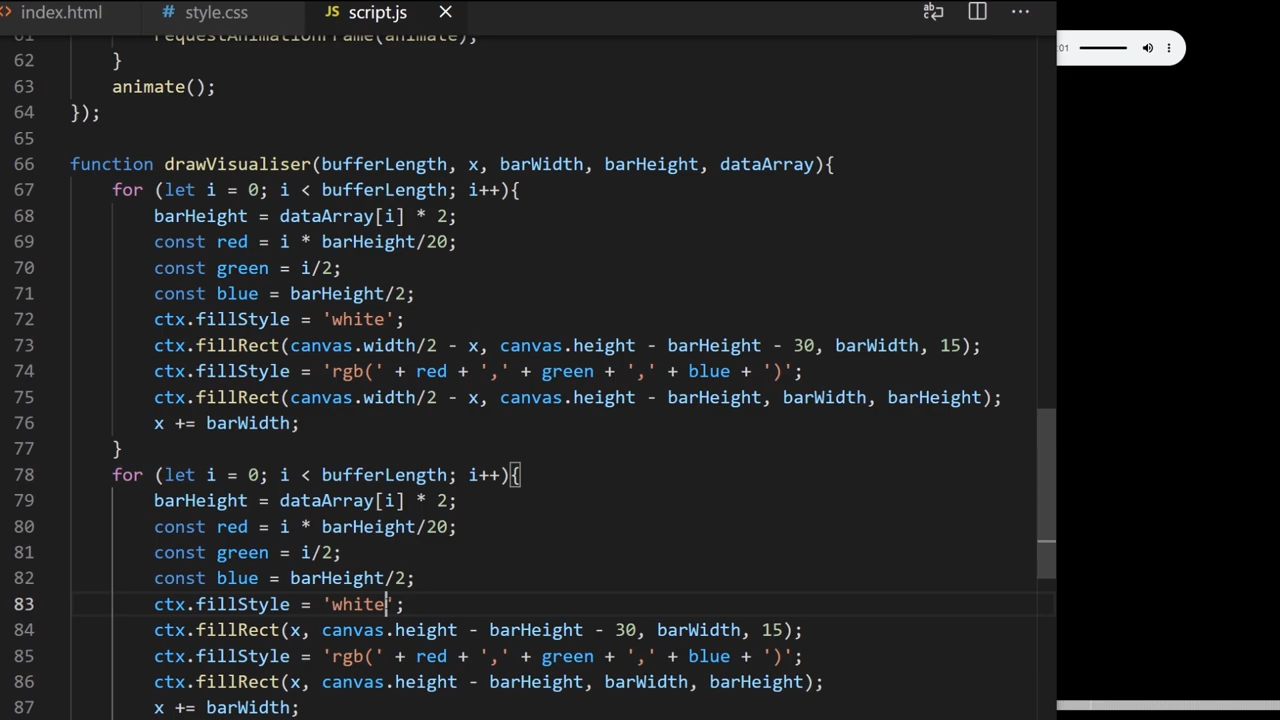 index.html # style.css JS script.js
61 requestAnimationFrame(animate);
62 }
63 animate();
64 });
65
66 function drawVisualiser(bufferLength, x, barWidth, barHeight, dataArray){
67 for (let i = 0; i < bufferLength; i++){
68 barHeight = dataArray[i] * 2;
69 const red = i * barHeight/20;
70 const green = i/2;
71 const blue = barHeight/2;
72 ctx.fillStyle = 'white';
73 ctx.fillRect(canvas.width/2 - x, canvas.height - barHeight - 30, barWidth, 15);
74 ctx.fillStyle = 'rgb(' + red + ',' + green + ',' + blue + ')';
75 ctx.fillRect(canvas.width/2 - x, canvas.height - barHeight, barWidth, barHeight);
76 x += barWidth;
77 }
78 for (let i = 0; i < bufferLength; i++){
79 barHeight = dataArray[i] * 2;
80 const red = i * barHeight/20;
81 const green = i/2;
82 const blue = barHeight/2;
83 ctx.fillStyle = 'white';
84 ctx.fillRect(x, canvas.height - barHeight - 30, barWidth, 15);
85 ctx.fillStyle = 'rgb(' + red + ',' + green + ',' + blue + ')';
86 ctx.fillRect(x, canvas.height - barHeight, barWidth, barHeight);
87 x += barWidth;
:01